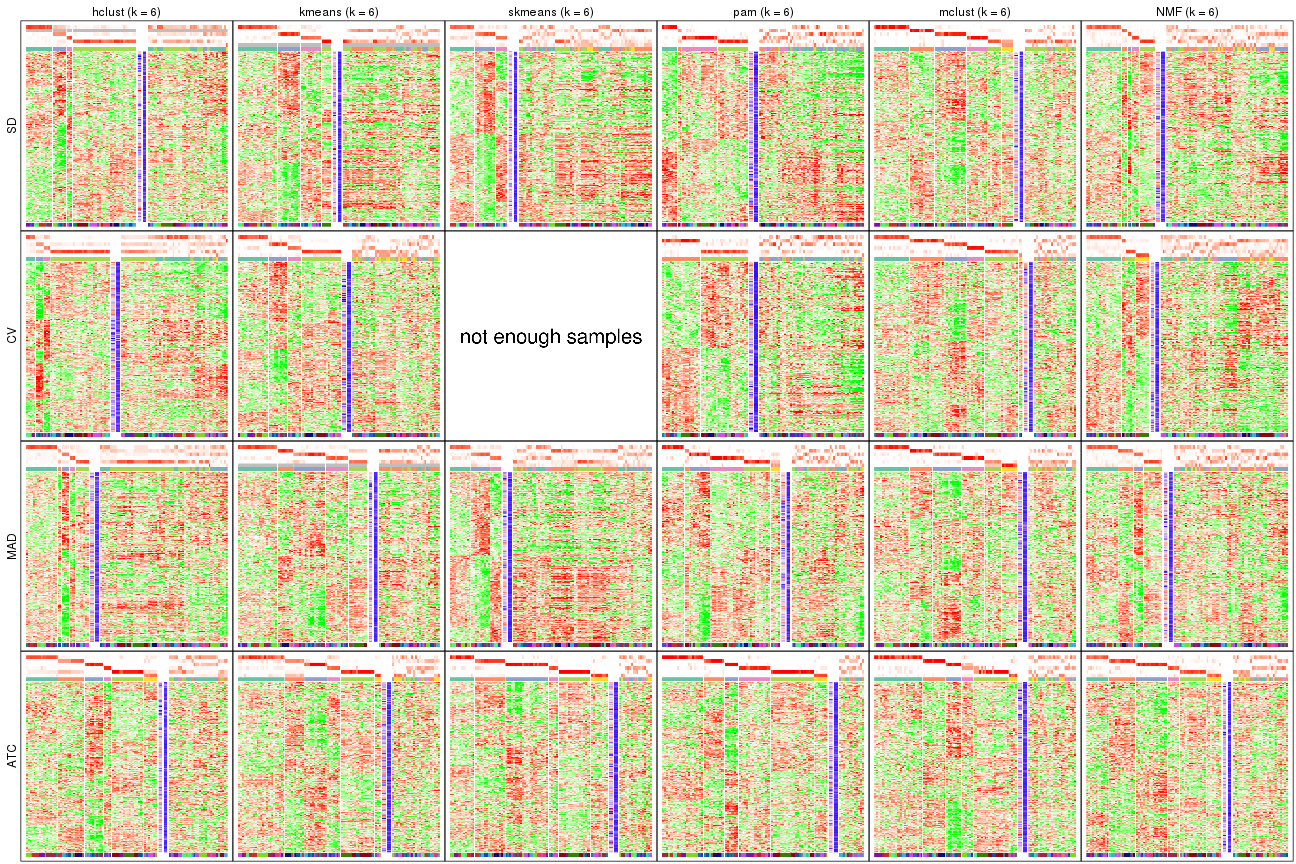 hclust (k = 6)
kmeans (k = 6)
skmeans (k = 6)
pam (k = 6)
mclust (k = 6)
NMF (k = 6)
SD
CV
not enough samples
MAD
ATC